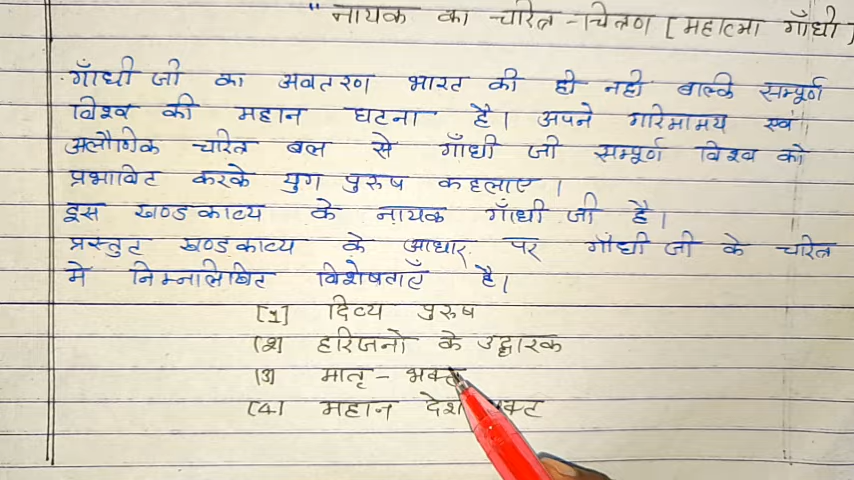 "नायक का चरित्र-चित्रण [महात्मा गाँधी]
गाँधी जी का अवतरण भारत की ही नही बल्कि सम्पूर्ण
विश्व की महान घटना है। अपने गरिमामय एवं
अलौगिक चरित्र बल से गाँधी जी सम्पूर्ण विश्व को
प्रभावित करके युग पुरुष कहलाए।
इस खण्डकाव्य के नायक गाँधी जी है।
प्रस्तुत खण्डकाव्य के आधार पर गाँधी जी के चरित्र
मे निम्नलिखित विशेषताएँ है।
[1] दिव्य पुरुष
(2) हरिजनो के उद्धारक
(3) मातृ-भक्त
(4) महान देश भक्त